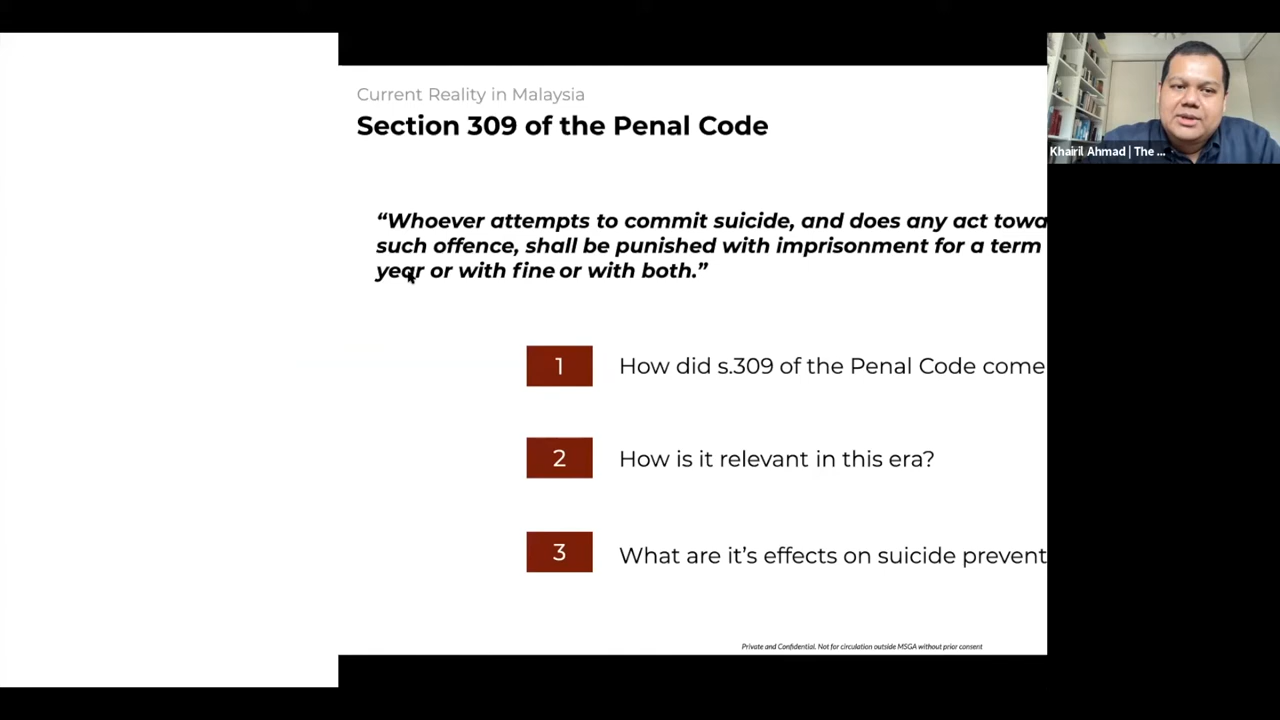 Current Reality in Malaysia
Section 309 of the Penal Code
“Whoever attempts to commit suicide, and does any act towa
such offence, shall be punished with imprisonment for a term
year or with fine or with both.”
1 How did s.309 of the Penal Code come
2 How is it relevant in this era?
3 What are it’s effects on suicide prevent
Private and Confidential. Not for circulation outside MSGA without prior consent
Khairil Ahmad | The ...